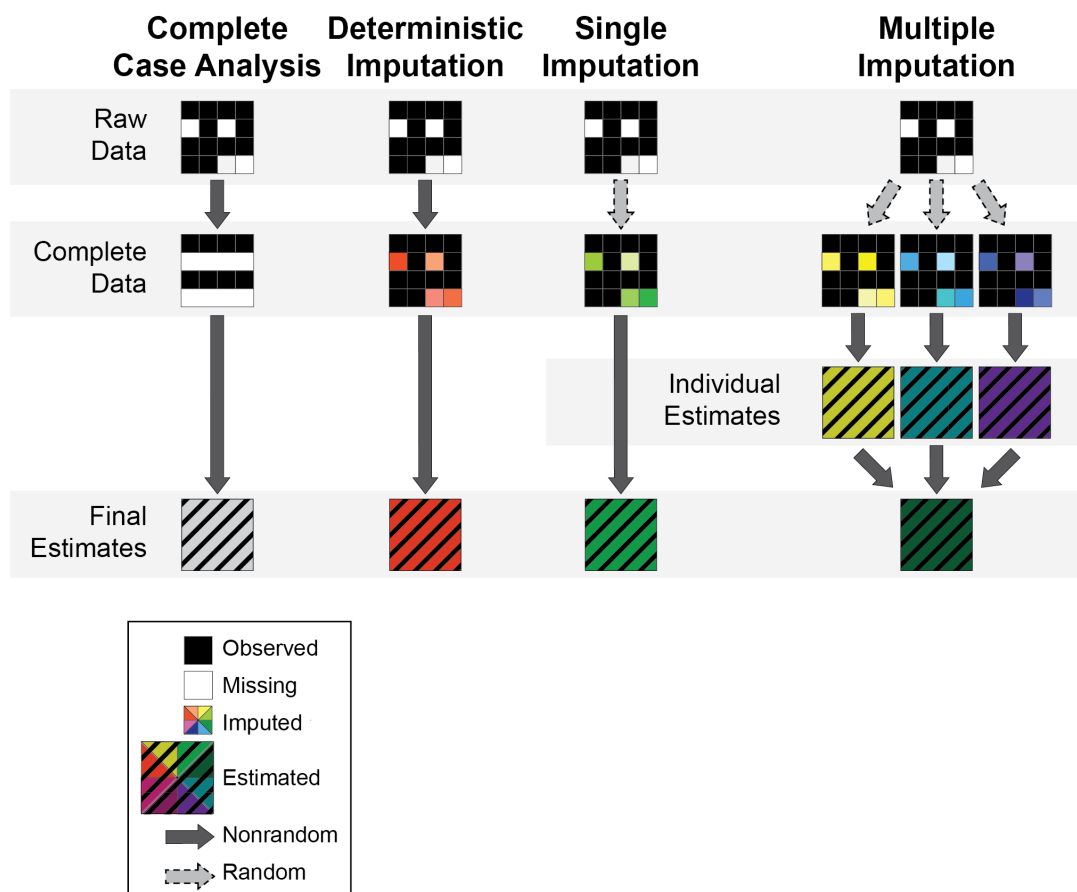 Complete
Case Analysis
Deterministic
Imputation
Single
Imputation
Multiple
Imputation
Raw
Data
Complete
Data
Individual
Estimates
Final
Estimates
Observed
Missing
Imputed
Estimated
Nonrandom
Random